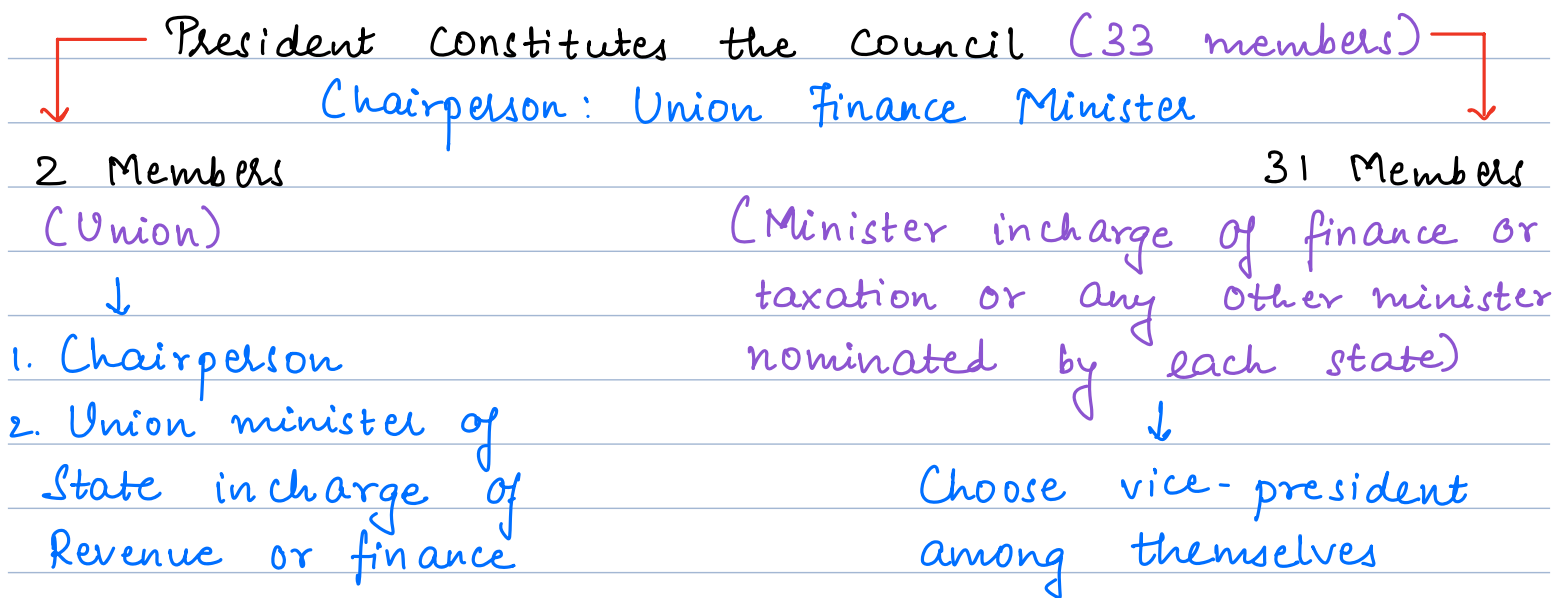 President constitutes the council (33 members)
Chairperson: Union Finance Minister
2 Members
(Union)
1. Chairperson
2. Union minister of
State incharge of
Revenue or finance
31 Members
(Minister incharge of finance or
taxation or any other minister
nominated by each state)
Choose vice-president
among themselves